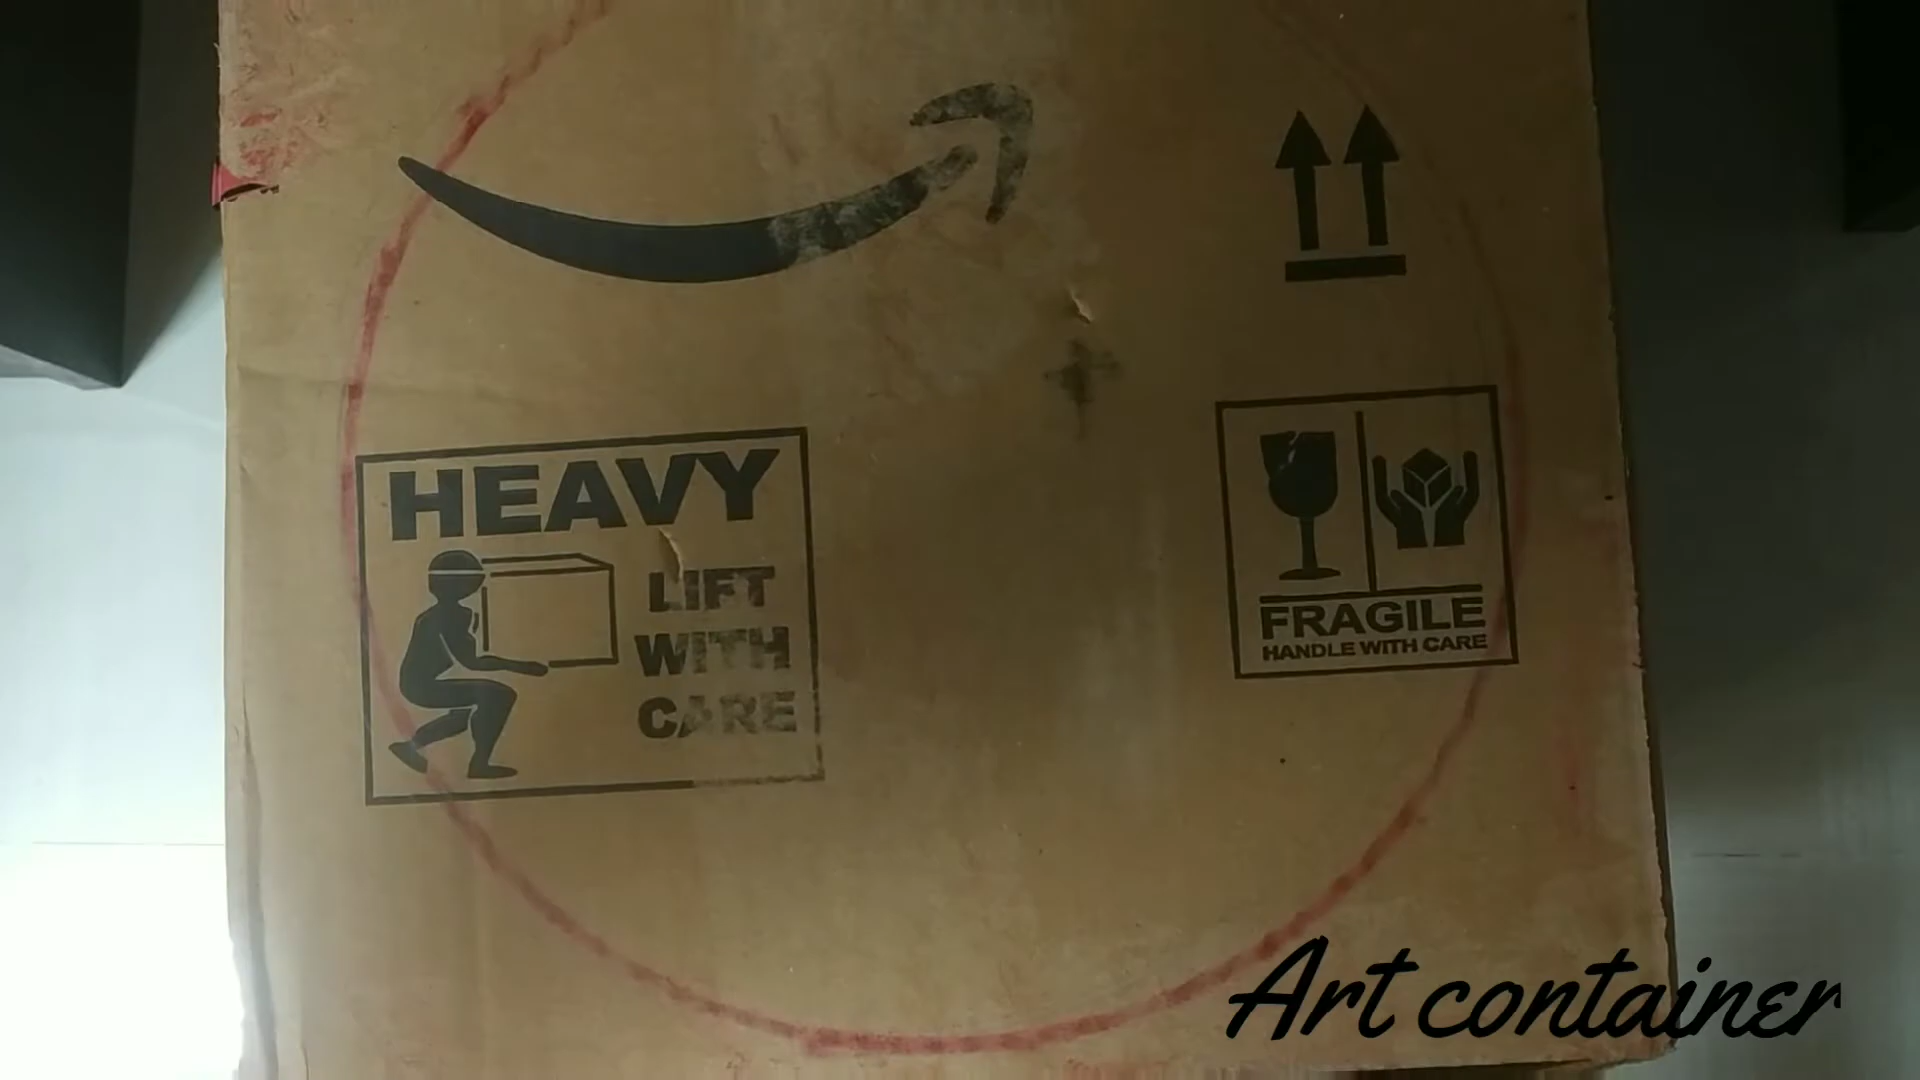 HEAVY
LIFT
WITH
CARE
FRAGILE
HANDLE WITH CARE
Art container